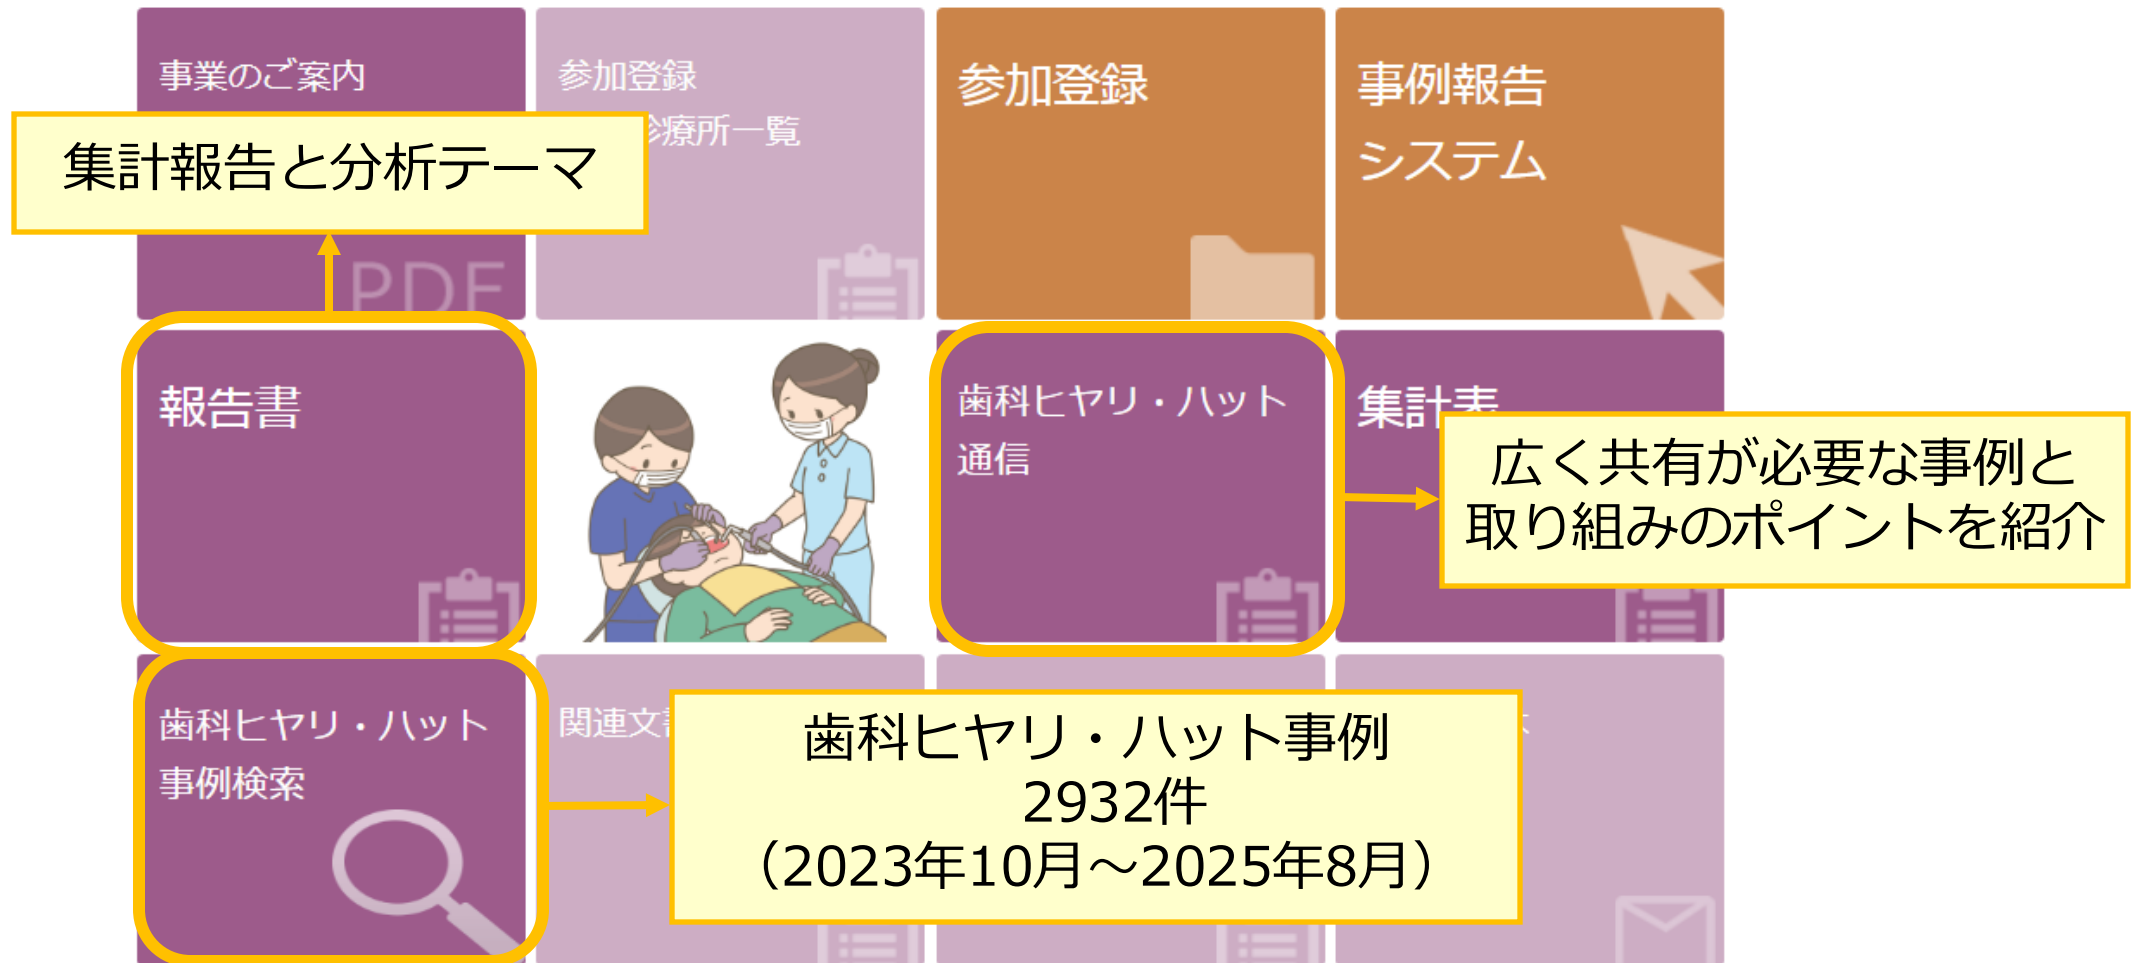 事業のご案内
参加登録
診療所一覧
参加登録
事例報告
システム
集計報告と分析テーマ
PDF
報告書
歯科ヒヤリ・ハット
通信
集計表
広く共有が必要な事例と
取り組みのポイントを紹介
歯科ヒヤリ・ハット
事例検索
関連文書
歯科ヒヤリ・ハット事例
2932件
（2023年10月～2025年8月）